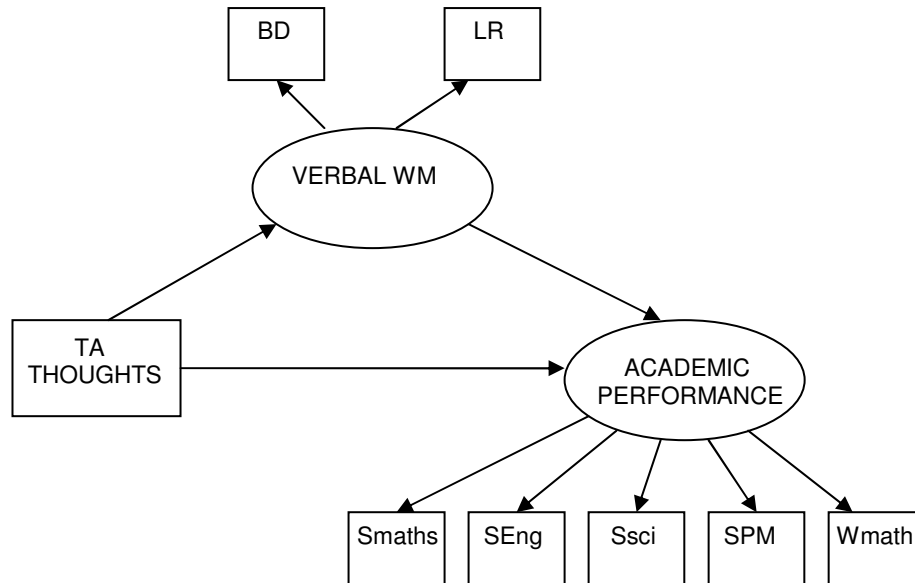 BD
LR
VERBAL WM
TA
THOUGHTS
ACADEMIC
PERFORMANCE
Smaths
SEng
Ssci
SPM
Wmath